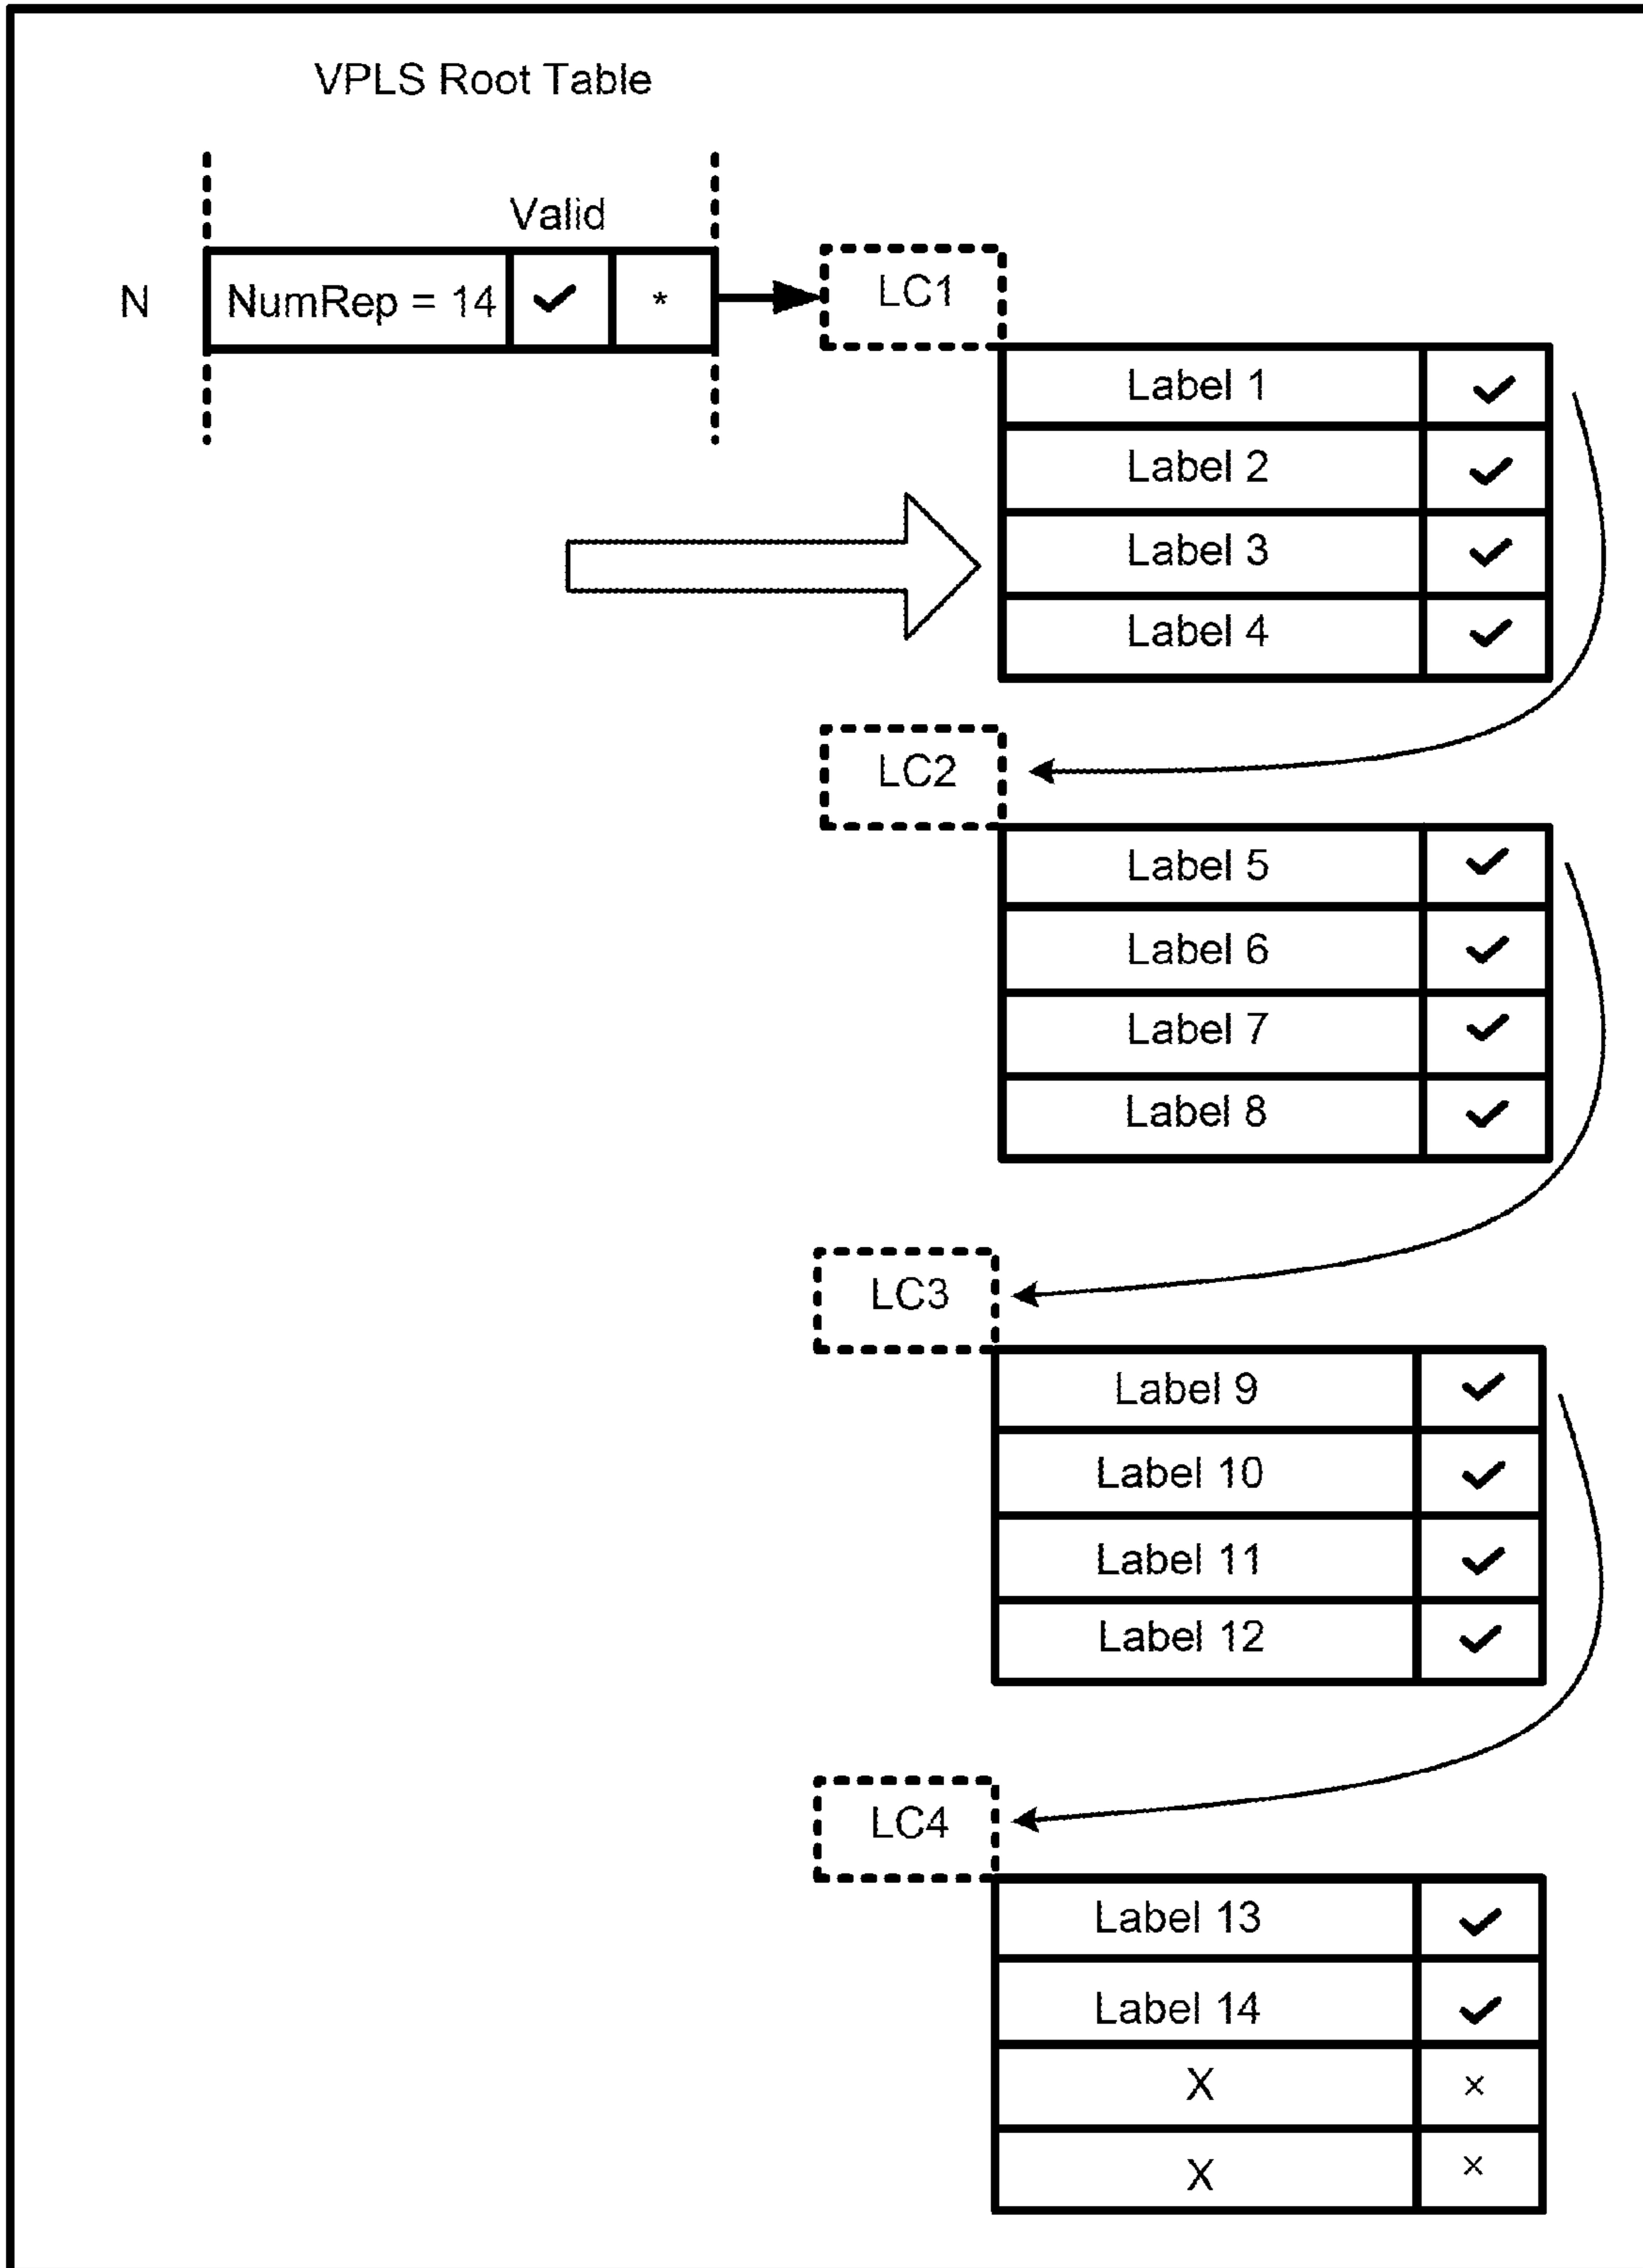 VPLS Root Table
Valid
N NumRep = 14 ✓ * LC1
Label 1 ✓
Label 2 ✓
Label 3 ✓
Label 4 ✓
LC2
Label 5 ✓
Label 6 ✓
Label 7 ✓
Label 8 ✓
LC3
Label 9 ✓
Label 10 ✓
Label 11 ✓
Label 12 ✓
LC4
Label 13 ✓
Label 14 ✓
X ×
X ×